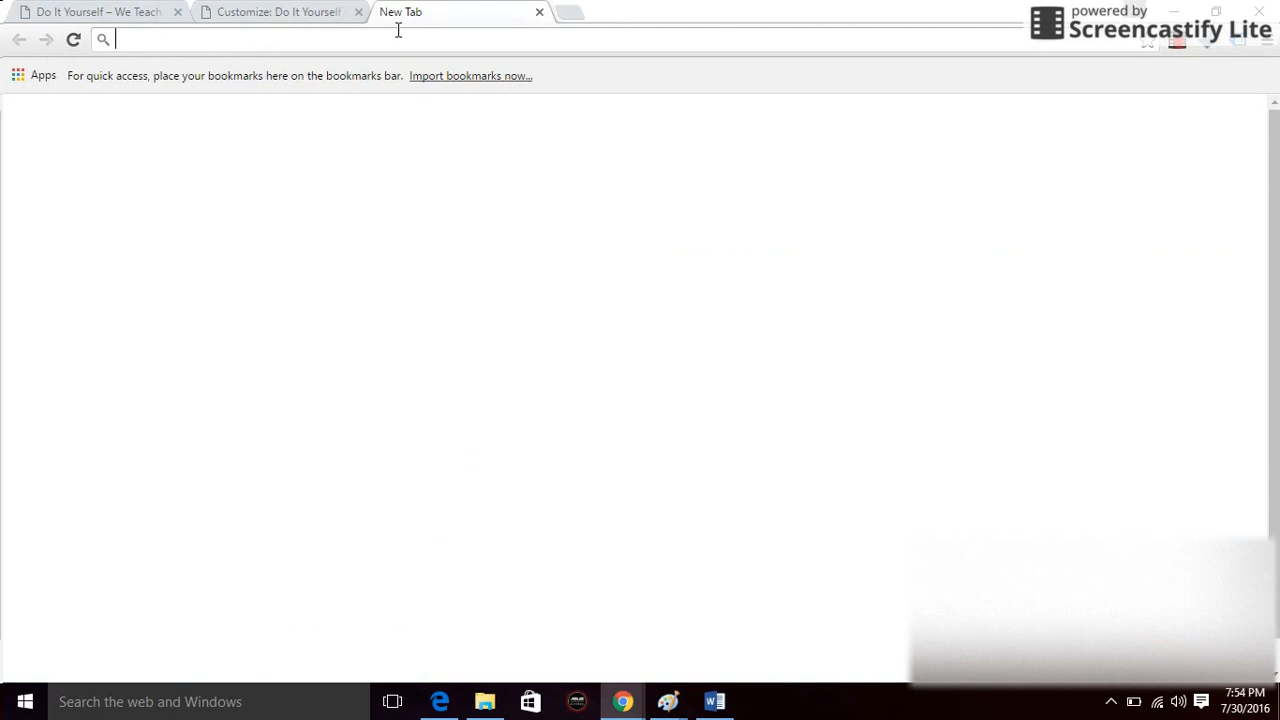 Do It Yourself – We Teach
Customize: Do It Yourself
New Tab
powered by
Screencastify Lite
Apps
For quick access, place your bookmarks here on the bookmarks bar.
Import bookmarks now...
Search the web and Windows
7:54 PM
7/30/2016